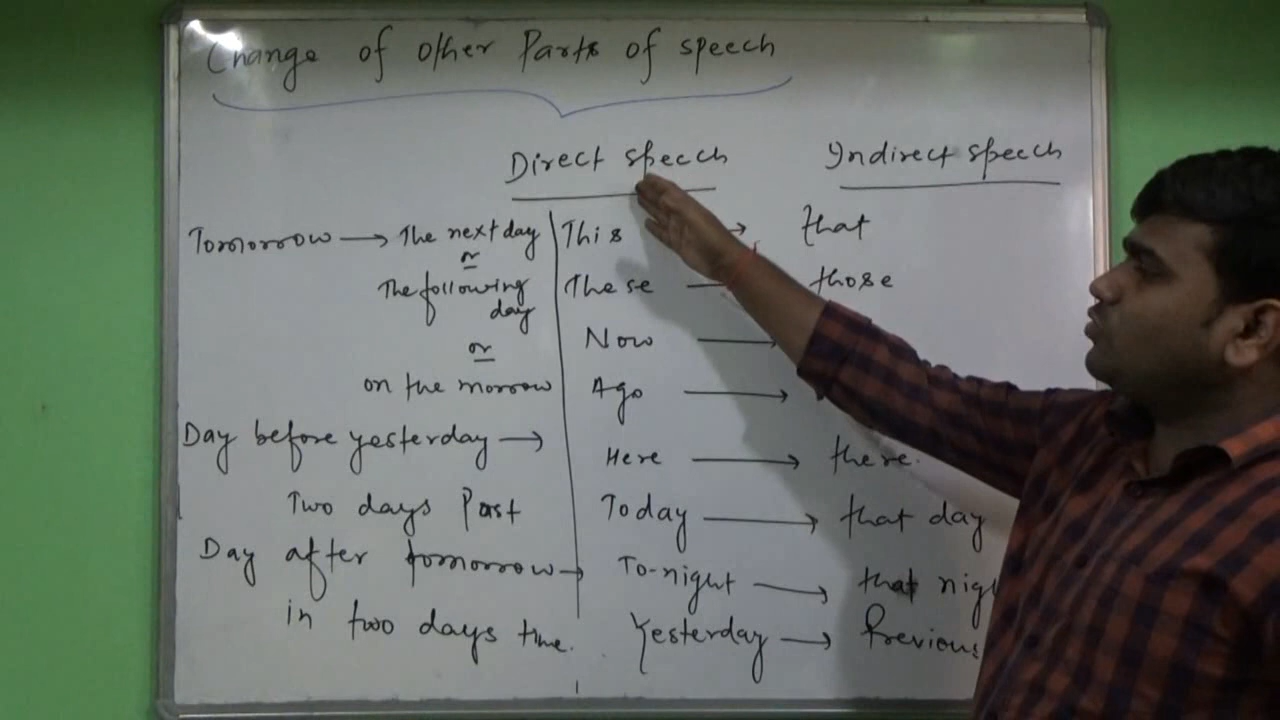 Change of other Parts of speech
Direct speech Indirect speech
Tomorrow → The next day
or
The following
day
or
on the morrow
Day before yesterday →
Two days Past
Day after tomorrow →
in two days time.
This → that
These → those
Now →
Ago →
Here → there.
Today → that day
To-night → that nig
Yesterday → Previous